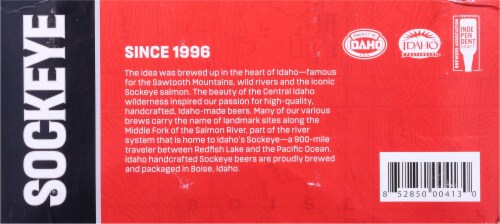 SOCKEYE
SINCE 1996
The idea was brewed up in the heart of Idaho—famous
for the Sawtooth Mountains, wild rivers and the iconic
Sockeye salmon. The beauty of the Central Idaho
wilderness inspired our passion for high-quality,
handcrafted, Idaho-made beers. Many of our various
brews carry the name of landmark sites along the
Middle Fork of the Salmon River, part of the river
system that is home to Idaho's Sockeye—a 900-mile
traveler between Redfish Lake and the Pacific Ocean.
Idaho handcrafted Sockeye beers are proudly brewed
and packaged in Boise, Idaho.
IDAHO
IDAHO
INDE
PEN
DENT
CRAFT
8 52850 00413 0
BOISE